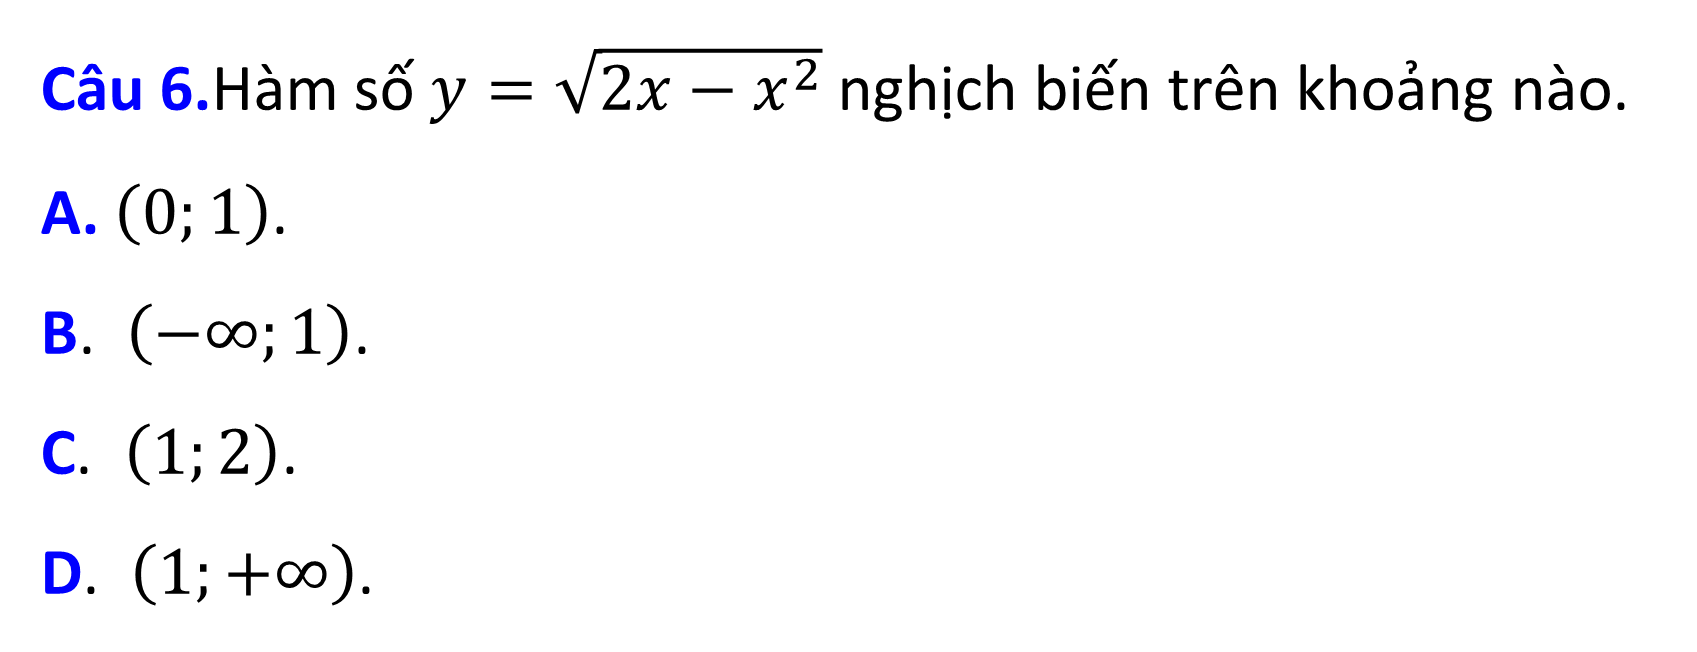 Câu 6.Hàm số y = √(2x − x²) nghịch biến trên khoảng nào.
A. (0; 1).
B. (−∞; 1).
C. (1; 2).
D. (1; +∞).